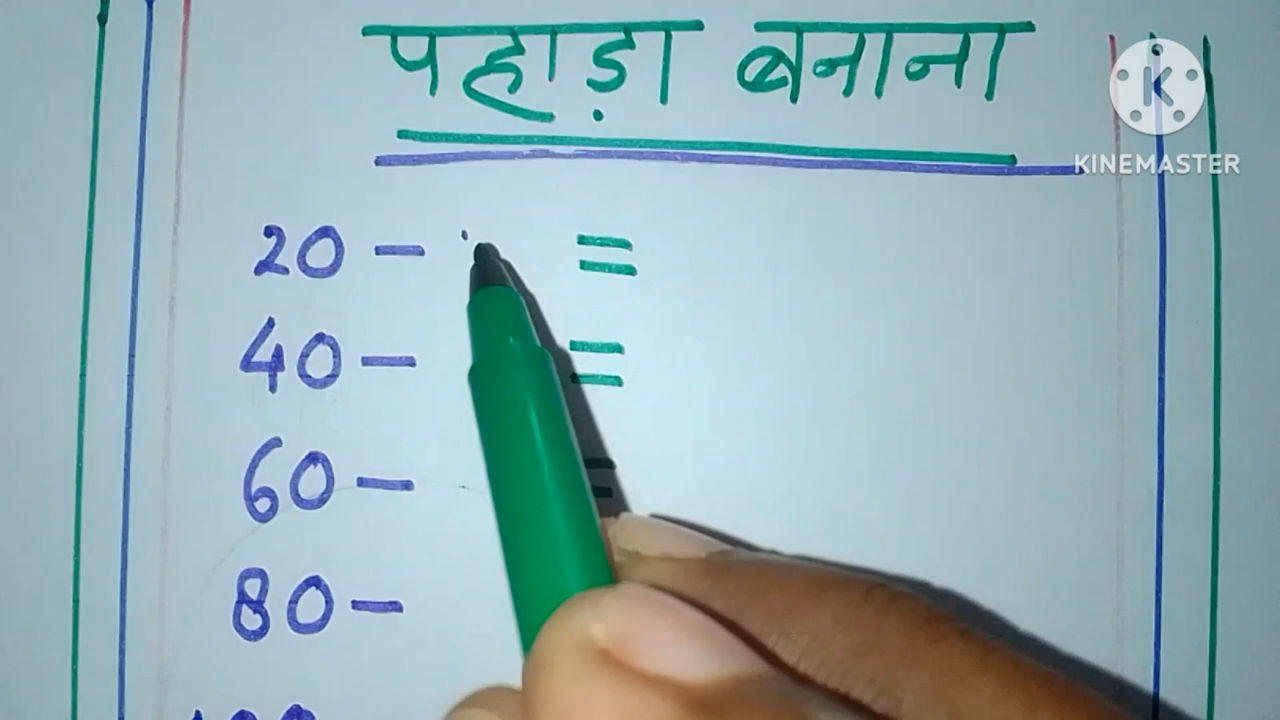 पहाड़ा बनाना
K
KINEMASTER
20 - =
40 - =
60 - =
80 -